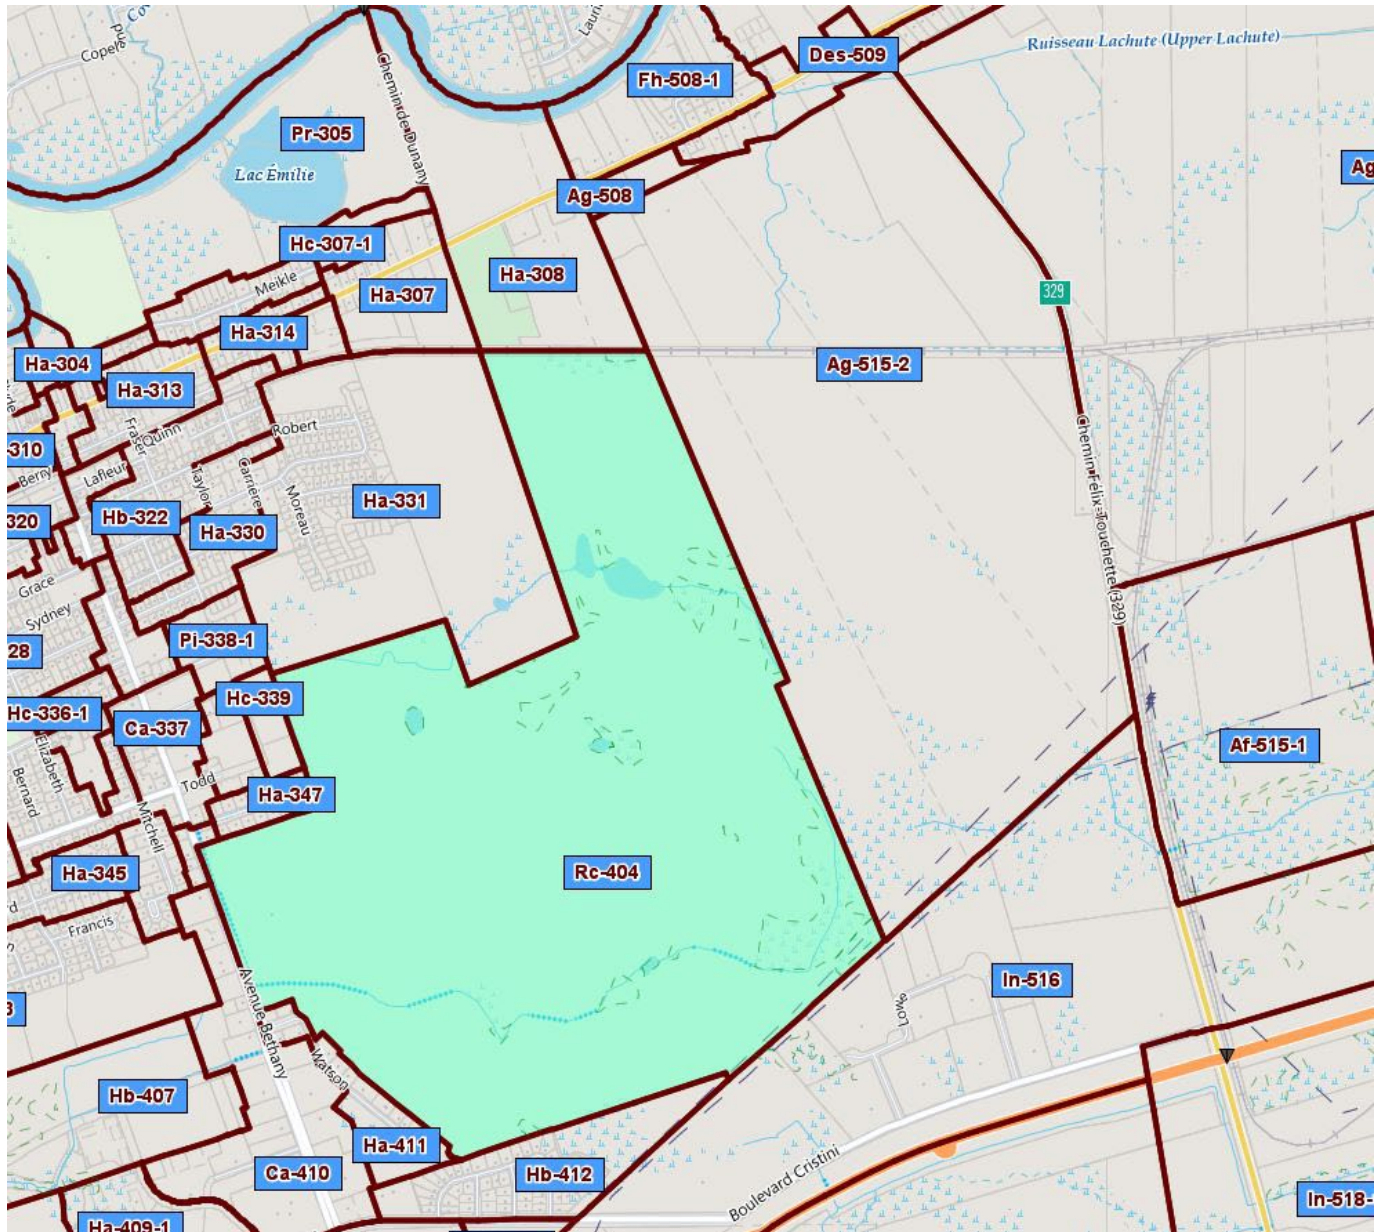 Copele
Lauri
Ruisseau Lachute (Upper Lachute)
Des-509
Fh-508-1
Chemin de Dunany
Pr-305
Lac Émilie
Ag
Ag-508
Hc-307-1
Ha-308
Meikle
Ha-307
329
Ha-314
Ha-304
Ag-515-2
Ha-313
Fraser
Quinn
Robert
-310
Berry
Lafleur
Taylor
Carrière
Moreau
Ha-331
Chemin Félix-Touchette (329)
320
Hb-322
Ha-330
Grace
Sydney
28
Pi-338-1
Hc-339
Hc-336-1
Ca-337
Elizabeth
Bernard
Todd
Af-515-1
Ha-347
Mitchell
Ha-345
Rc-404
Francis
In-516
Avenue Bethany
Watson
Hb-407
Ha-411
Ca-410
Hb-412
Boulevard Cristini
In-518-
Ha-409-1